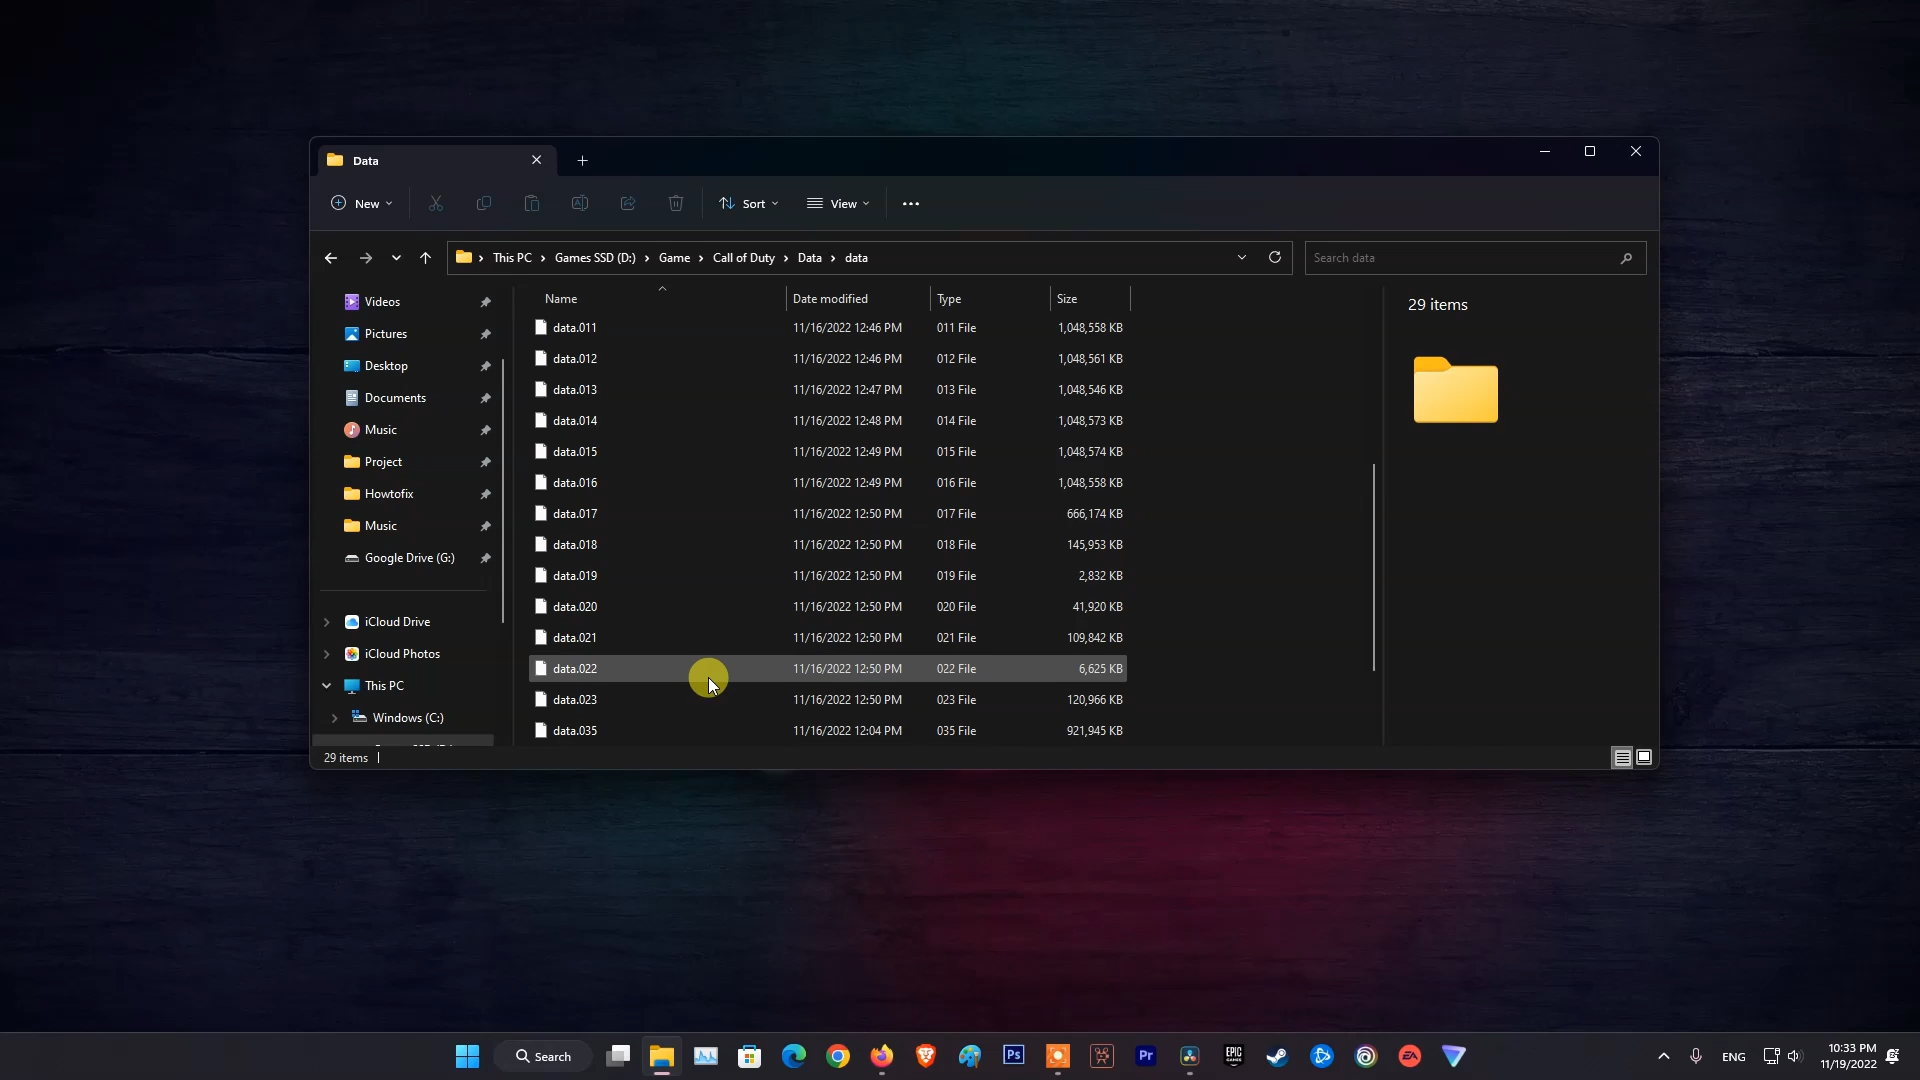 Data
New
Sort
View
This PC
Games SSD (D:)
Game
Call of Duty
Data
data
Search data
Videos
Pictures
Desktop
Documents
Music
Project
Howtofix
Music
Google Drive (G:)
iCloud Drive
iCloud Photos
This PC
Windows (C:)
Name Date modified Type Size
data.011 11/16/2022 12:46 PM 011 File 1,048,558 KB
data.012 11/16/2022 12:46 PM 012 File 1,048,561 KB
data.013 11/16/2022 12:47 PM 013 File 1,048,546 KB
data.014 11/16/2022 12:48 PM 014 File 1,048,573 KB
data.015 11/16/2022 12:49 PM 015 File 1,048,574 KB
data.016 11/16/2022 12:49 PM 016 File 1,048,558 KB
data.017 11/16/2022 12:50 PM 017 File 666,174 KB
data.018 11/16/2022 12:50 PM 018 File 145,953 KB
data.019 11/16/2022 12:50 PM 019 File 2,832 KB
data.020 11/16/2022 12:50 PM 020 File 41,920 KB
data.021 11/16/2022 12:50 PM 021 File 109,842 KB
data.022 11/16/2022 12:50 PM 022 File 6,625 KB
data.023 11/16/2022 12:50 PM 023 File 120,966 KB
data.035 11/16/2022 12:04 PM 035 File 921,945 KB
29 items
29 items
Search
Ps
Pr
EPIC
GAMES
EA
ENG
10:33 PM
11/19/2022